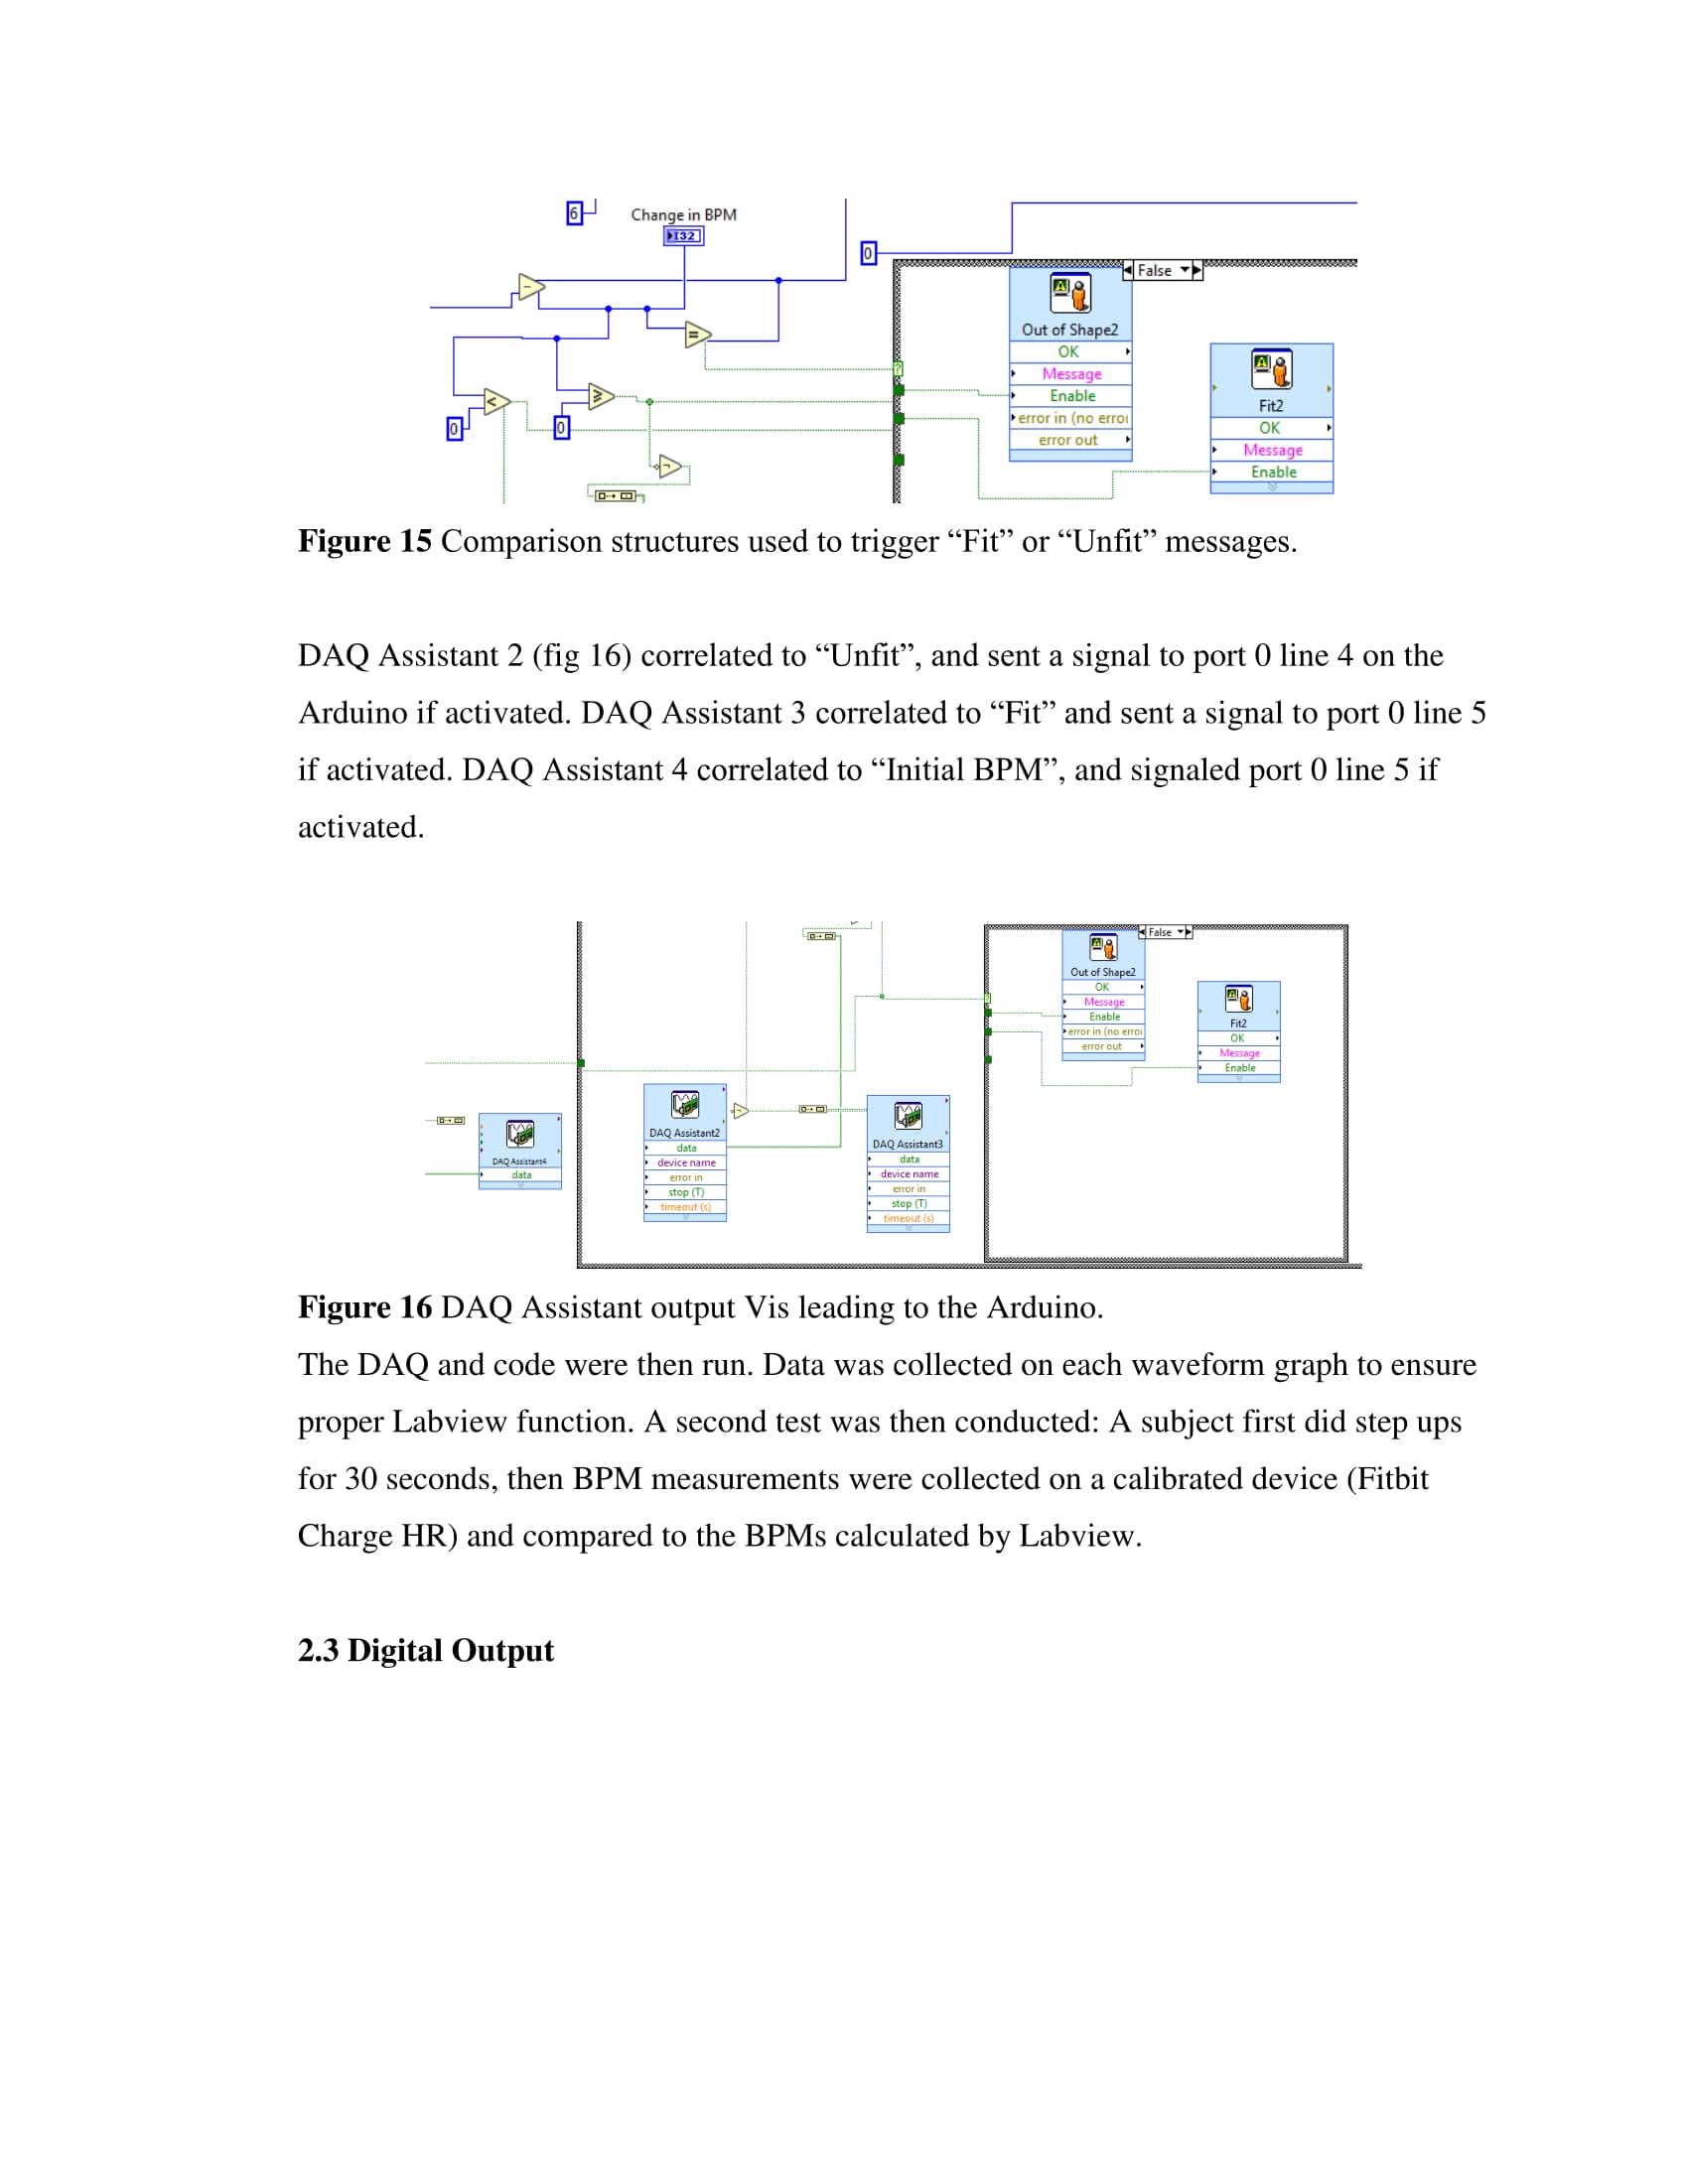 6
Change in BPM
I32
0
False
Out of Shape2
OK
Message
Enable
error in (no erroi
error out
Fit2
OK
Message
Enable
0
0
Figure 15 Comparison structures used to trigger “Fit” or “Unfit” messages.
DAQ Assistant 2 (fig 16) correlated to “Unfit”, and sent a signal to port 0 line 4 on the
Arduino if activated. DAQ Assistant 3 correlated to “Fit” and sent a signal to port 0 line 5
if activated. DAQ Assistant 4 correlated to “Initial BPM”, and signaled port 0 line 5 if
activated.
False
Out of Shape2
OK
Message
Enable
error in (no erroi
error out
Fit2
OK
Message
Enable
DAQ Assistant4
data
DAQ Assistant2
data
device name
error in
stop (T)
timeout (s)
DAQ Assistant3
data
device name
error in
stop (T)
timeout (s)
Figure 16 DAQ Assistant output Vis leading to the Arduino.
The DAQ and code were then run. Data was collected on each waveform graph to ensure
proper Labview function. A second test was then conducted: A subject first did step ups
for 30 seconds, then BPM measurements were collected on a calibrated device (Fitbit
Charge HR) and compared to the BPMs calculated by Labview.
2.3 Digital Output